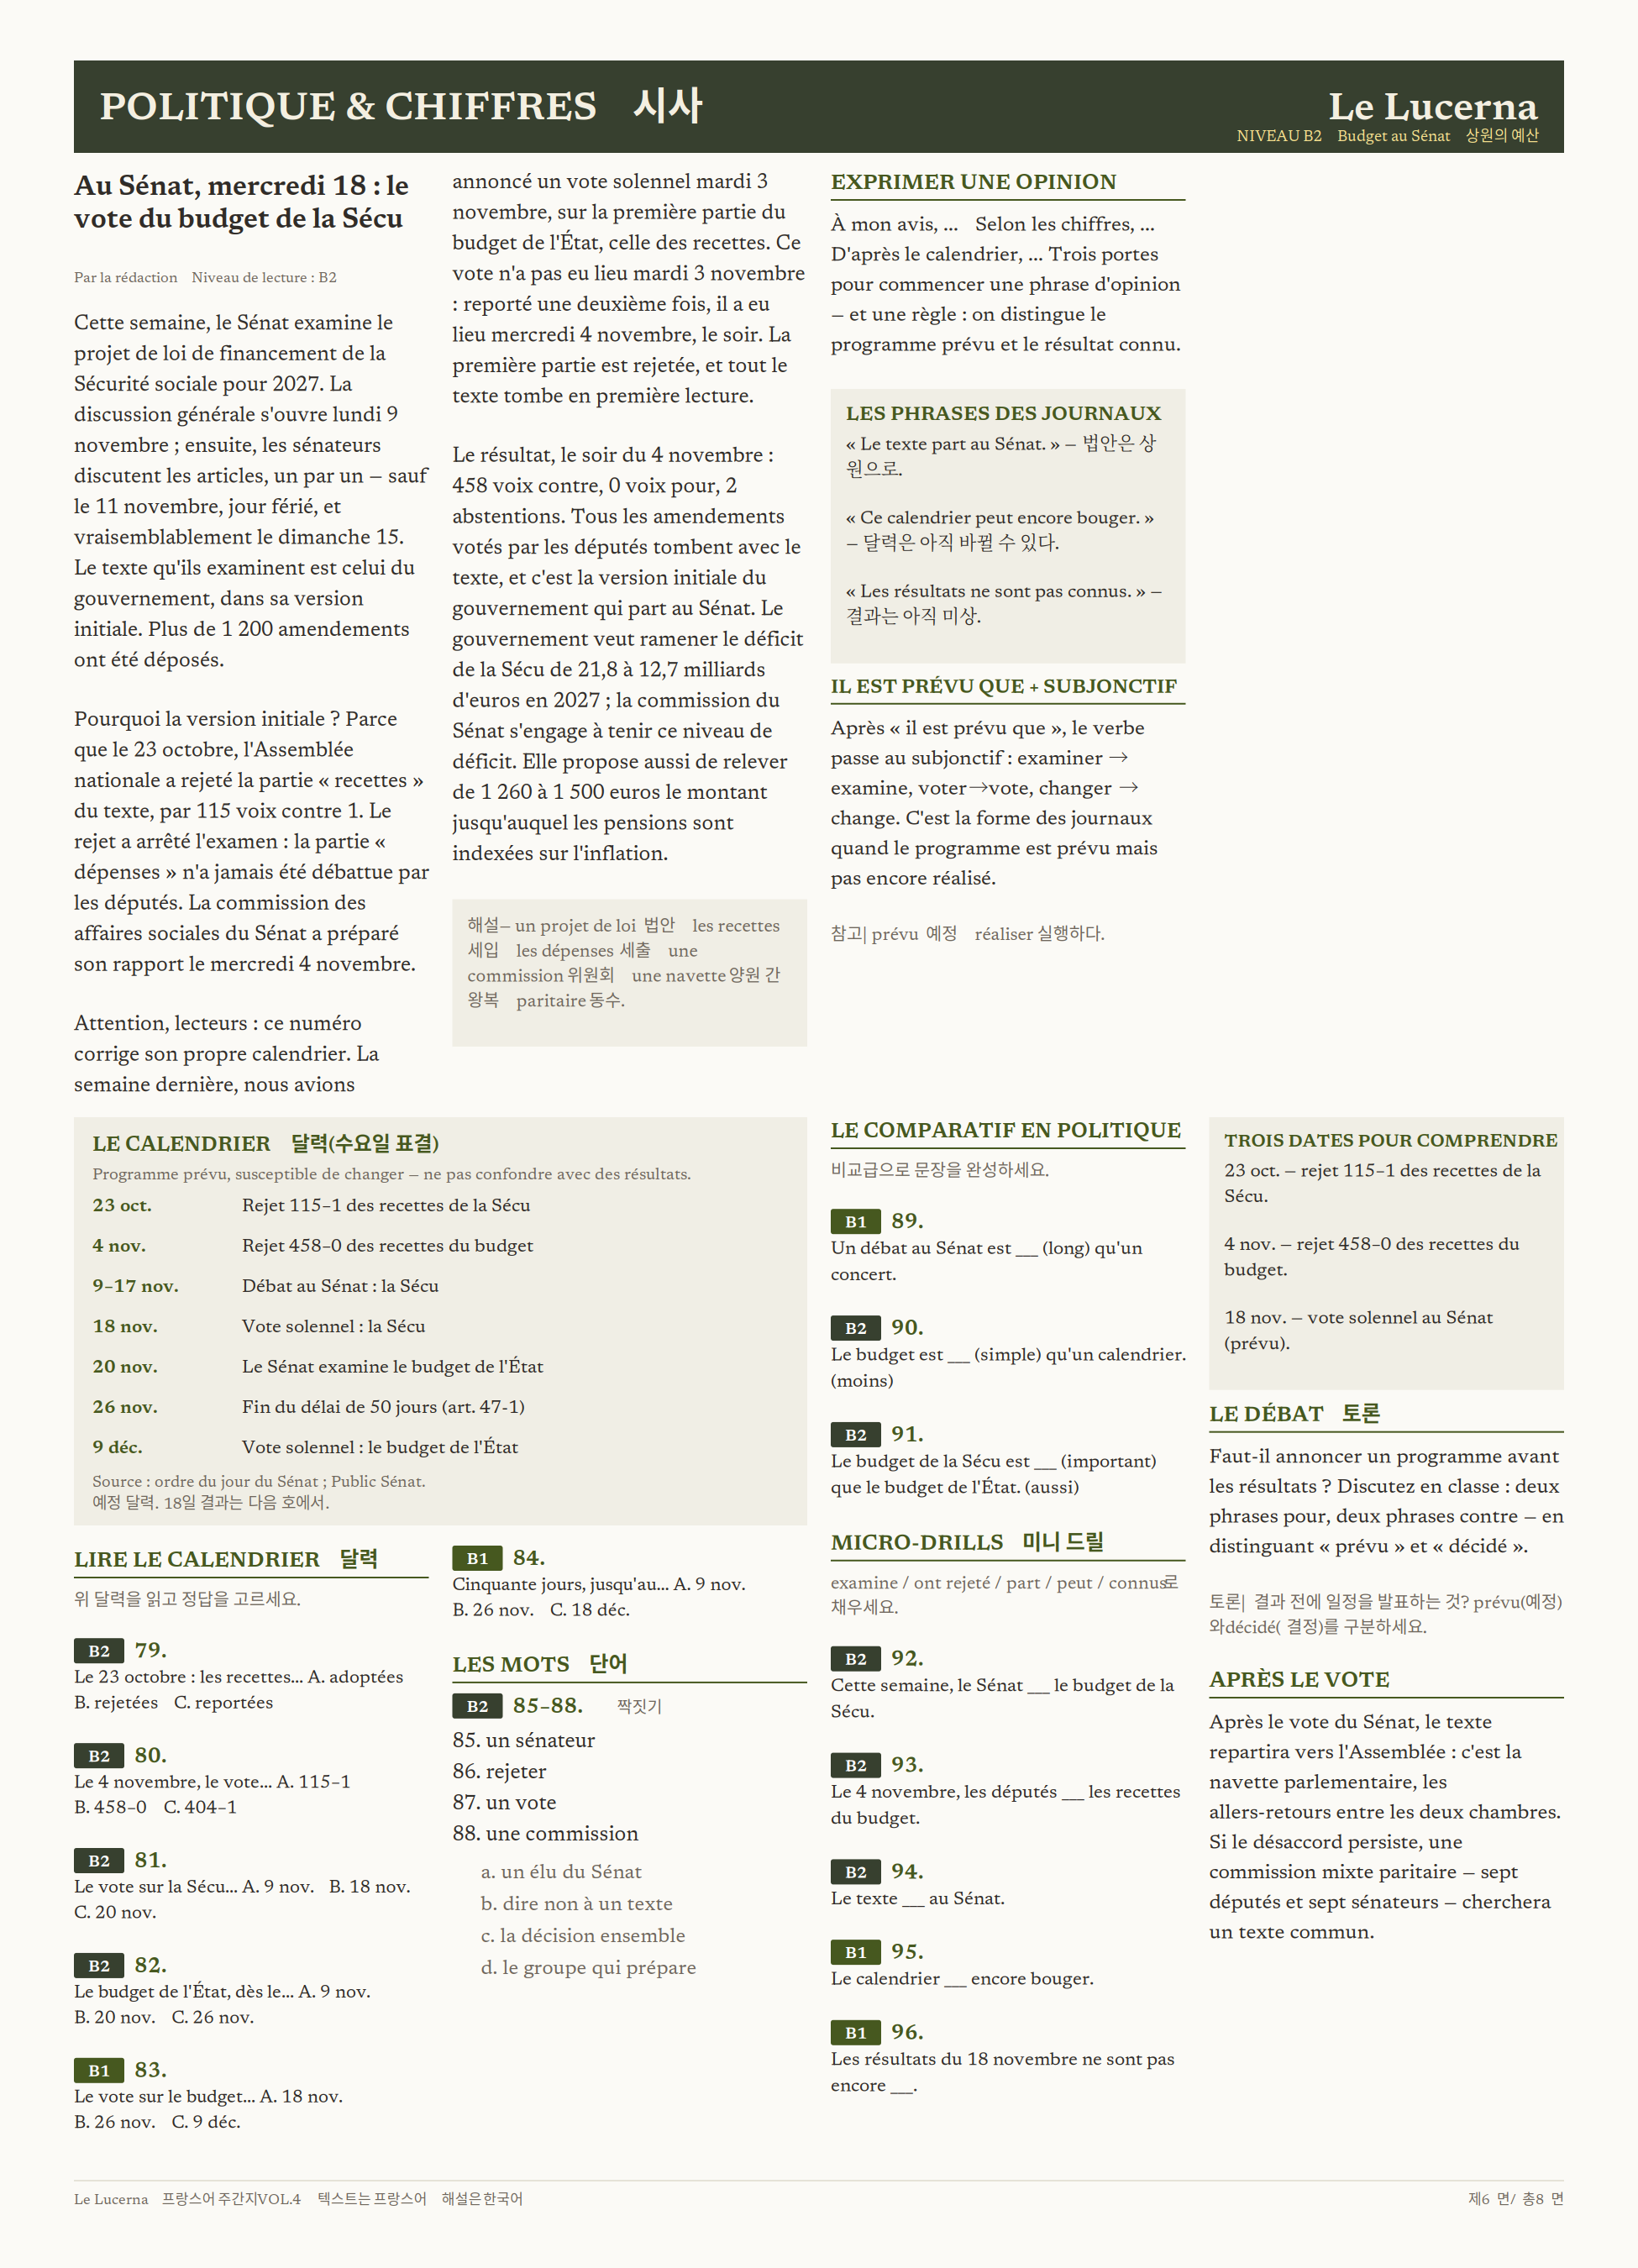 POLITIQUE & CHIFFRES 시사
Le Lucerna
NIVEAU B2 Budget au Sénat 상원의 예산
Au Sénat, mercredi 18 : le
vote du budget de la Sécu
Par la rédaction Niveau de lecture : B2
Cette semaine, le Sénat examine le
projet de loi de financement de la
Sécurité sociale pour 2027. La
discussion générale s'ouvre lundi 9
novembre ; ensuite, les sénateurs
discutent les articles, un par un – sauf
le 11 novembre, jour férié, et
vraisemblablement le dimanche 15.
Le texte qu'ils examinent est celui du
gouvernement, dans sa version
initiale. Plus de 1 200 amendements
ont été déposés.
Pourquoi la version initiale ? Parce
que le 23 octobre, l'Assemblée
nationale a rejeté la partie « recettes »
du texte, par 115 voix contre 1. Le
rejet a arrêté l'examen : la partie «
dépenses » n'a jamais été débattue par
les députés. La commission des
affaires sociales du Sénat a préparé
son rapport le mercredi 4 novembre.
Attention, lecteurs : ce numéro
corrige son propre calendrier. La
semaine dernière, nous avions
annoncé un vote solennel mardi 3
novembre, sur la première partie du
budget de l'État, celle des recettes. Ce
vote n'a pas eu lieu mardi 3 novembre
: reporté une deuxième fois, il a eu
lieu mercredi 4 novembre, le soir. La
première partie est rejetée, et tout le
texte tombe en première lecture.
Le résultat, le soir du 4 novembre :
458 voix contre, 0 voix pour, 2
abstentions. Tous les amendements
votés par les députés tombent avec le
texte, et c'est la version initiale du
gouvernement qui part au Sénat. Le
gouvernement veut ramener le déficit
de la Sécu de 21,8 à 12,7 milliards
d'euros en 2027 ; la commission du
Sénat s'engage à tenir ce niveau de
déficit. Elle propose aussi de relever
de 1 260 à 1 500 euros le montant
jusqu'auquel les pensions sont
indexées sur l'inflation.
해설– un projet de loi 법안 les recettes
세입 les dépenses 세출 une
commission 위원회 une navette 양원 간
왕복 paritaire 동수.
EXPRIMER UNE OPINION
À mon avis, ... Selon les chiffres, ...
D'après le calendrier, ... Trois portes
pour commencer une phrase d'opinion
– et une règle : on distingue le
programme prévu et le résultat connu.
LES PHRASES DES JOURNAUX
« Le texte part au Sénat. » – 법안은 상
원으로.
« Ce calendrier peut encore bouger. »
– 달력은 아직 바뀔 수 있다.
« Les résultats ne sont pas connus. » –
결과는 아직 미상.
IL EST PRÉVU QUE + SUBJONCTIF
Après « il est prévu que », le verbe
passe au subjonctif : examiner →
examine, voter→vote, changer →
change. C'est la forme des journaux
quand le programme est prévu mais
pas encore réalisé.
참고| prévu 예정 réaliser 실행하다.
LE CALENDRIER 달력(수요일 표결)
Programme prévu, susceptible de changer – ne pas confondre avec des résultats.
23 oct. Rejet 115–1 des recettes de la Sécu
4 nov. Rejet 458–0 des recettes du budget
9–17 nov. Débat au Sénat : la Sécu
18 nov. Vote solennel : la Sécu
20 nov. Le Sénat examine le budget de l'État
26 nov. Fin du délai de 50 jours (art. 47-1)
9 déc. Vote solennel : le budget de l'État
Source : ordre du jour du Sénat ; Public Sénat.
예정 달력. 18일 결과는 다음 호에서.
LIRE LE CALENDRIER 달력
위 달력을 읽고 정답을 고르세요.
B2 79.
Le 23 octobre : les recettes... A. adoptées
B. rejetées C. reportées
B2 80.
Le 4 novembre, le vote... A. 115–1
B. 458–0 C. 404–1
B2 81.
Le vote sur la Sécu... A. 9 nov. B. 18 nov.
C. 20 nov.
B2 82.
Le budget de l'État, dès le... A. 9 nov.
B. 20 nov. C. 26 nov.
B1 83.
Le vote sur le budget... A. 18 nov.
B. 26 nov. C. 9 déc.
B1 84.
Cinquante jours, jusqu'au... A. 9 nov.
B. 26 nov. C. 18 déc.
LES MOTS 단어
B2 85–88. 짝짓기
85. un sénateur
86. rejeter
87. un vote
88. une commission
a. un élu du Sénat
b. dire non à un texte
c. la décision ensemble
d. le groupe qui prépare
LE COMPARATIF EN POLITIQUE
비교급으로 문장을 완성하세요.
B1 89.
Un débat au Sénat est ___ (long) qu'un
concert.
B2 90.
Le budget est ___ (simple) qu'un calendrier.
(moins)
B2 91.
Le budget de la Sécu est ___ (important)
que le budget de l'État. (aussi)
MICRO-DRILLS 미니 드릴
examine / ont rejeté / part / peut / connus로
채우세요.
B2 92.
Cette semaine, le Sénat ___ le budget de la
Sécu.
B2 93.
Le 4 novembre, les députés ___ les recettes
du budget.
B2 94.
Le texte ___ au Sénat.
B1 95.
Le calendrier ___ encore bouger.
B1 96.
Les résultats du 18 novembre ne sont pas
encore ___.
TROIS DATES POUR COMPRENDRE
23 oct. – rejet 115–1 des recettes de la
Sécu.
4 nov. – rejet 458–0 des recettes du
budget.
18 nov. – vote solennel au Sénat
(prévu).
LE DÉBAT 토론
Faut-il annoncer un programme avant
les résultats ? Discutez en classe : deux
phrases pour, deux phrases contre – en
distinguant « prévu » et « décidé ».
토론| 결과 전에 일정을 발표하는 것? prévu(예정)
와décidé( 결정)를 구분하세요.
APRÈS LE VOTE
Après le vote du Sénat, le texte
repartira vers l'Assemblée : c'est la
navette parlementaire, les
allers-retours entre les deux chambres.
Si le désaccord persiste, une
commission mixte paritaire – sept
députés et sept sénateurs – cherchera
un texte commun.
Le Lucerna 프랑스어 주간지VOL.4 텍스트는 프랑스어 해설은한국어
제6 면/ 총8 면